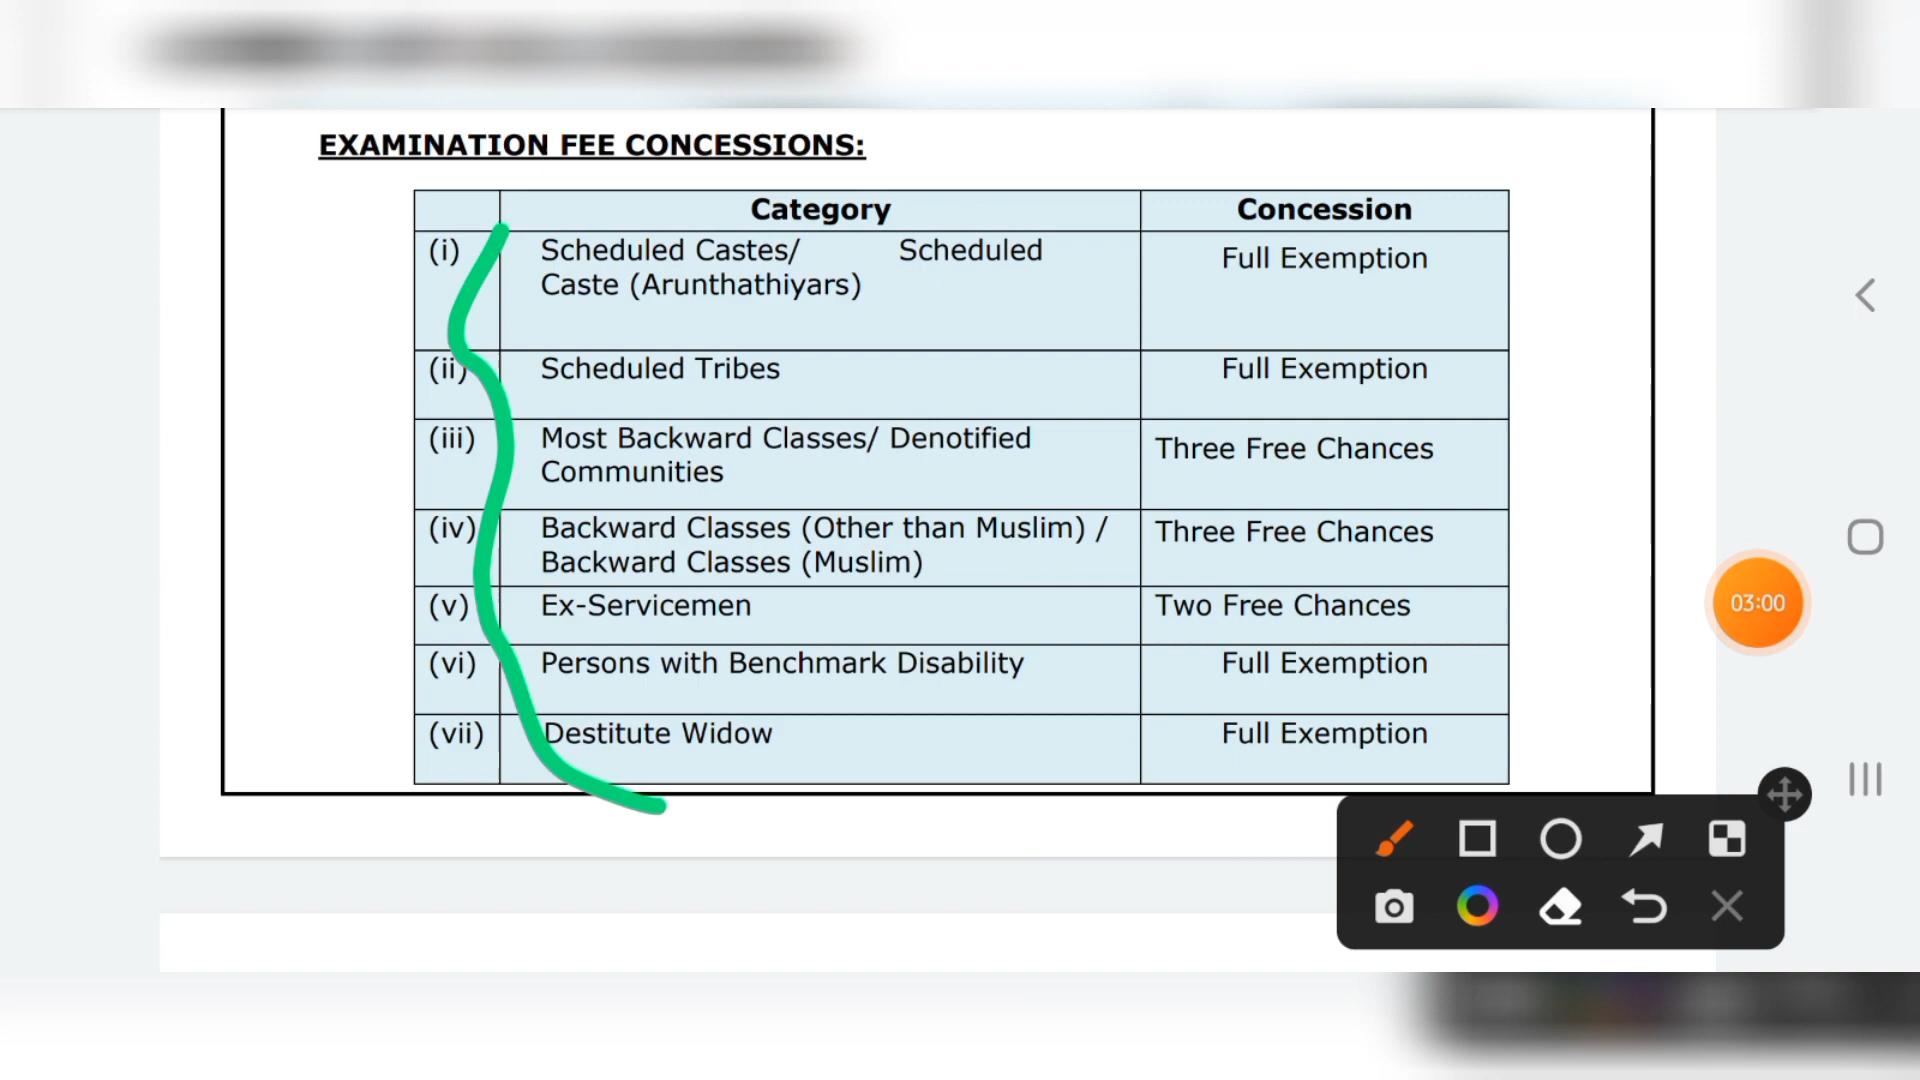 EXAMINATION FEE CONCESSIONS:
Category Concession
(i) Scheduled Castes/ Scheduled Full Exemption
Caste (Arunthathiyars)
(ii) Scheduled Tribes Full Exemption
(iii) Most Backward Classes/ Denotified Three Free Chances
Communities
(iv) Backward Classes (Other than Muslim) / Three Free Chances
Backward Classes (Muslim)
(v) Ex-Servicemen Two Free Chances
(vi) Persons with Benchmark Disability Full Exemption
(vii) Destitute Widow Full Exemption
03:00